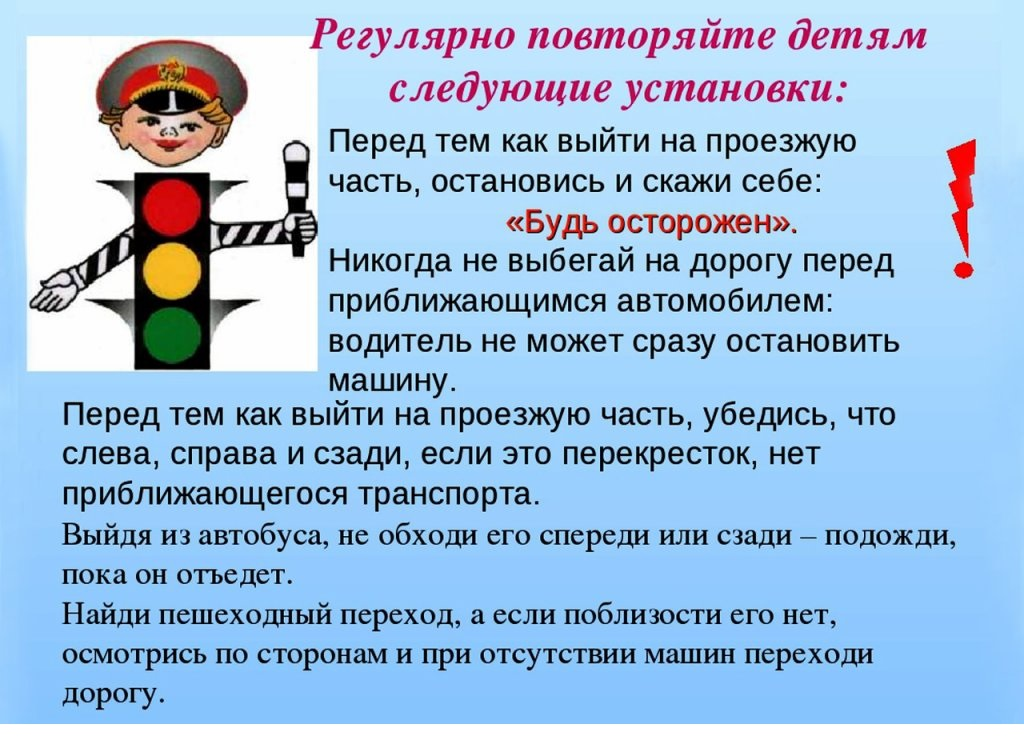 Регулярно повторяйте детям
следующие установки:
Перед тем как выйти на проезжую
часть, остановись и скажи себе:
«Будь осторожен».
Никогда не выбегай на дорогу перед
приближающимся автомобилем:
водитель не может сразу остановить
машину.
Перед тем как выйти на проезжую часть, убедись, что
слева, справа и сзади, если это перекресток, нет
приближающегося транспорта.
Выйдя из автобуса, не обходи его спереди или сзади – подожди,
пока он отъедет.
Найди пешеходный переход, а если поблизости его нет,
осмотрись по сторонам и при отсутствии машин переходи
дорогу.